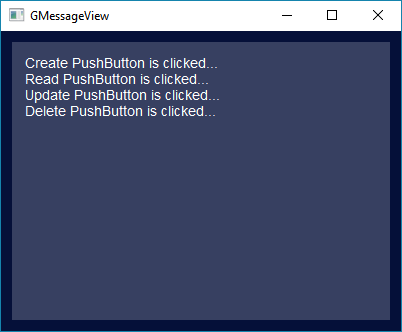 GMessageView
Create PushButton is clicked...
Read PushButton is clicked...
Update PushButton is clicked...
Delete PushButton is clicked...